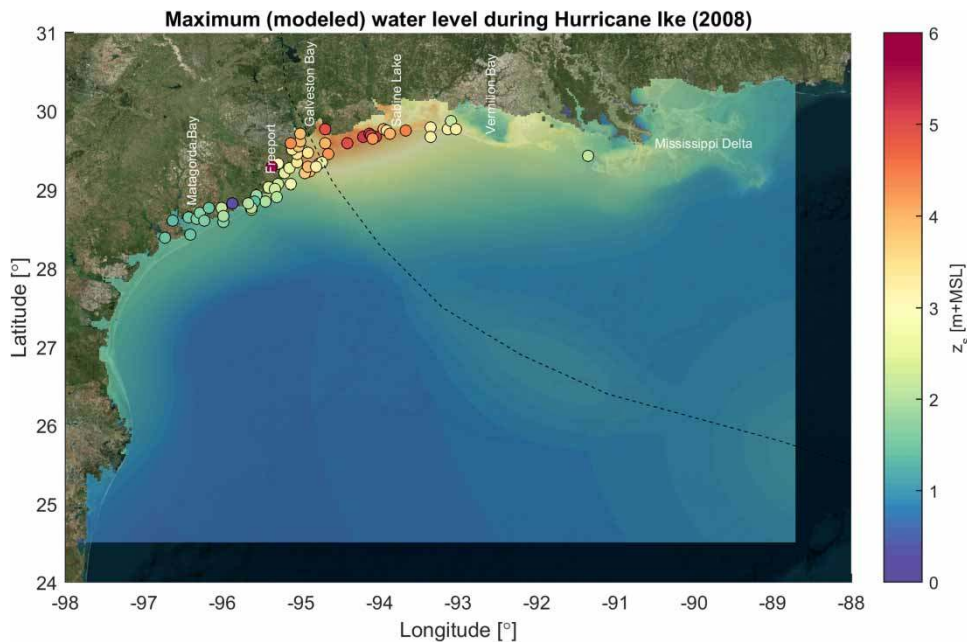 Maximum (modeled) water level during Hurricane Ike (2008)
31
30
29
28
27
26
25
24
Latitude [°]
Matagorda Bay
Freeport
Galveston Bay
Sabine Lake
Vermilion Bay
Mississippi Delta
-98 -97 -96 -95 -94 -93 -92 -91 -90 -89 -88
Longitude [°]
6
5
4
3
2
1
0
z_s [m+MSL]